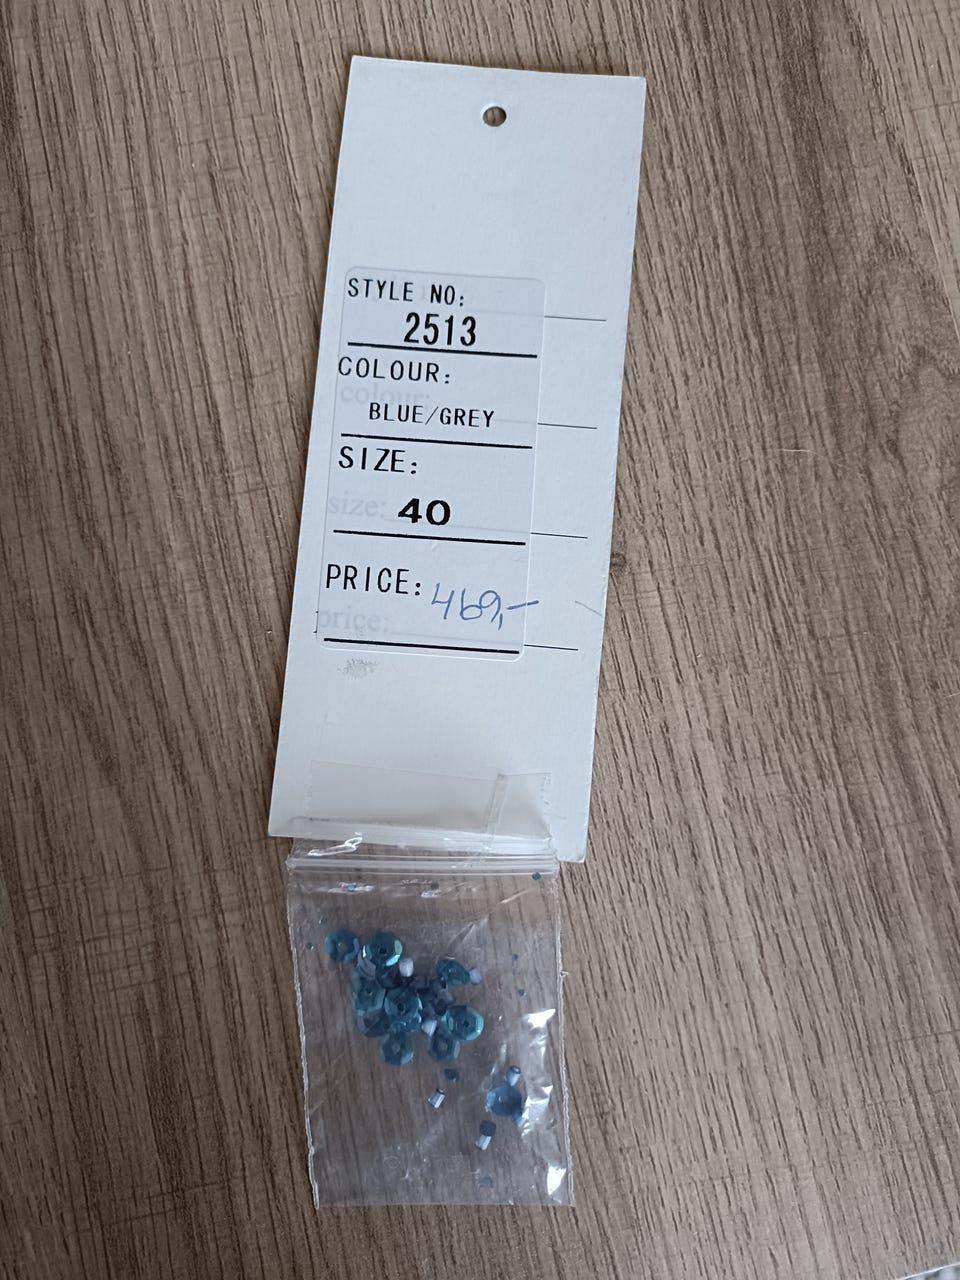 STYLE NO:
2513
COLOUR:
colour:
BLUE/GREY
SIZE:
size:
40
PRICE: 469,-
price: